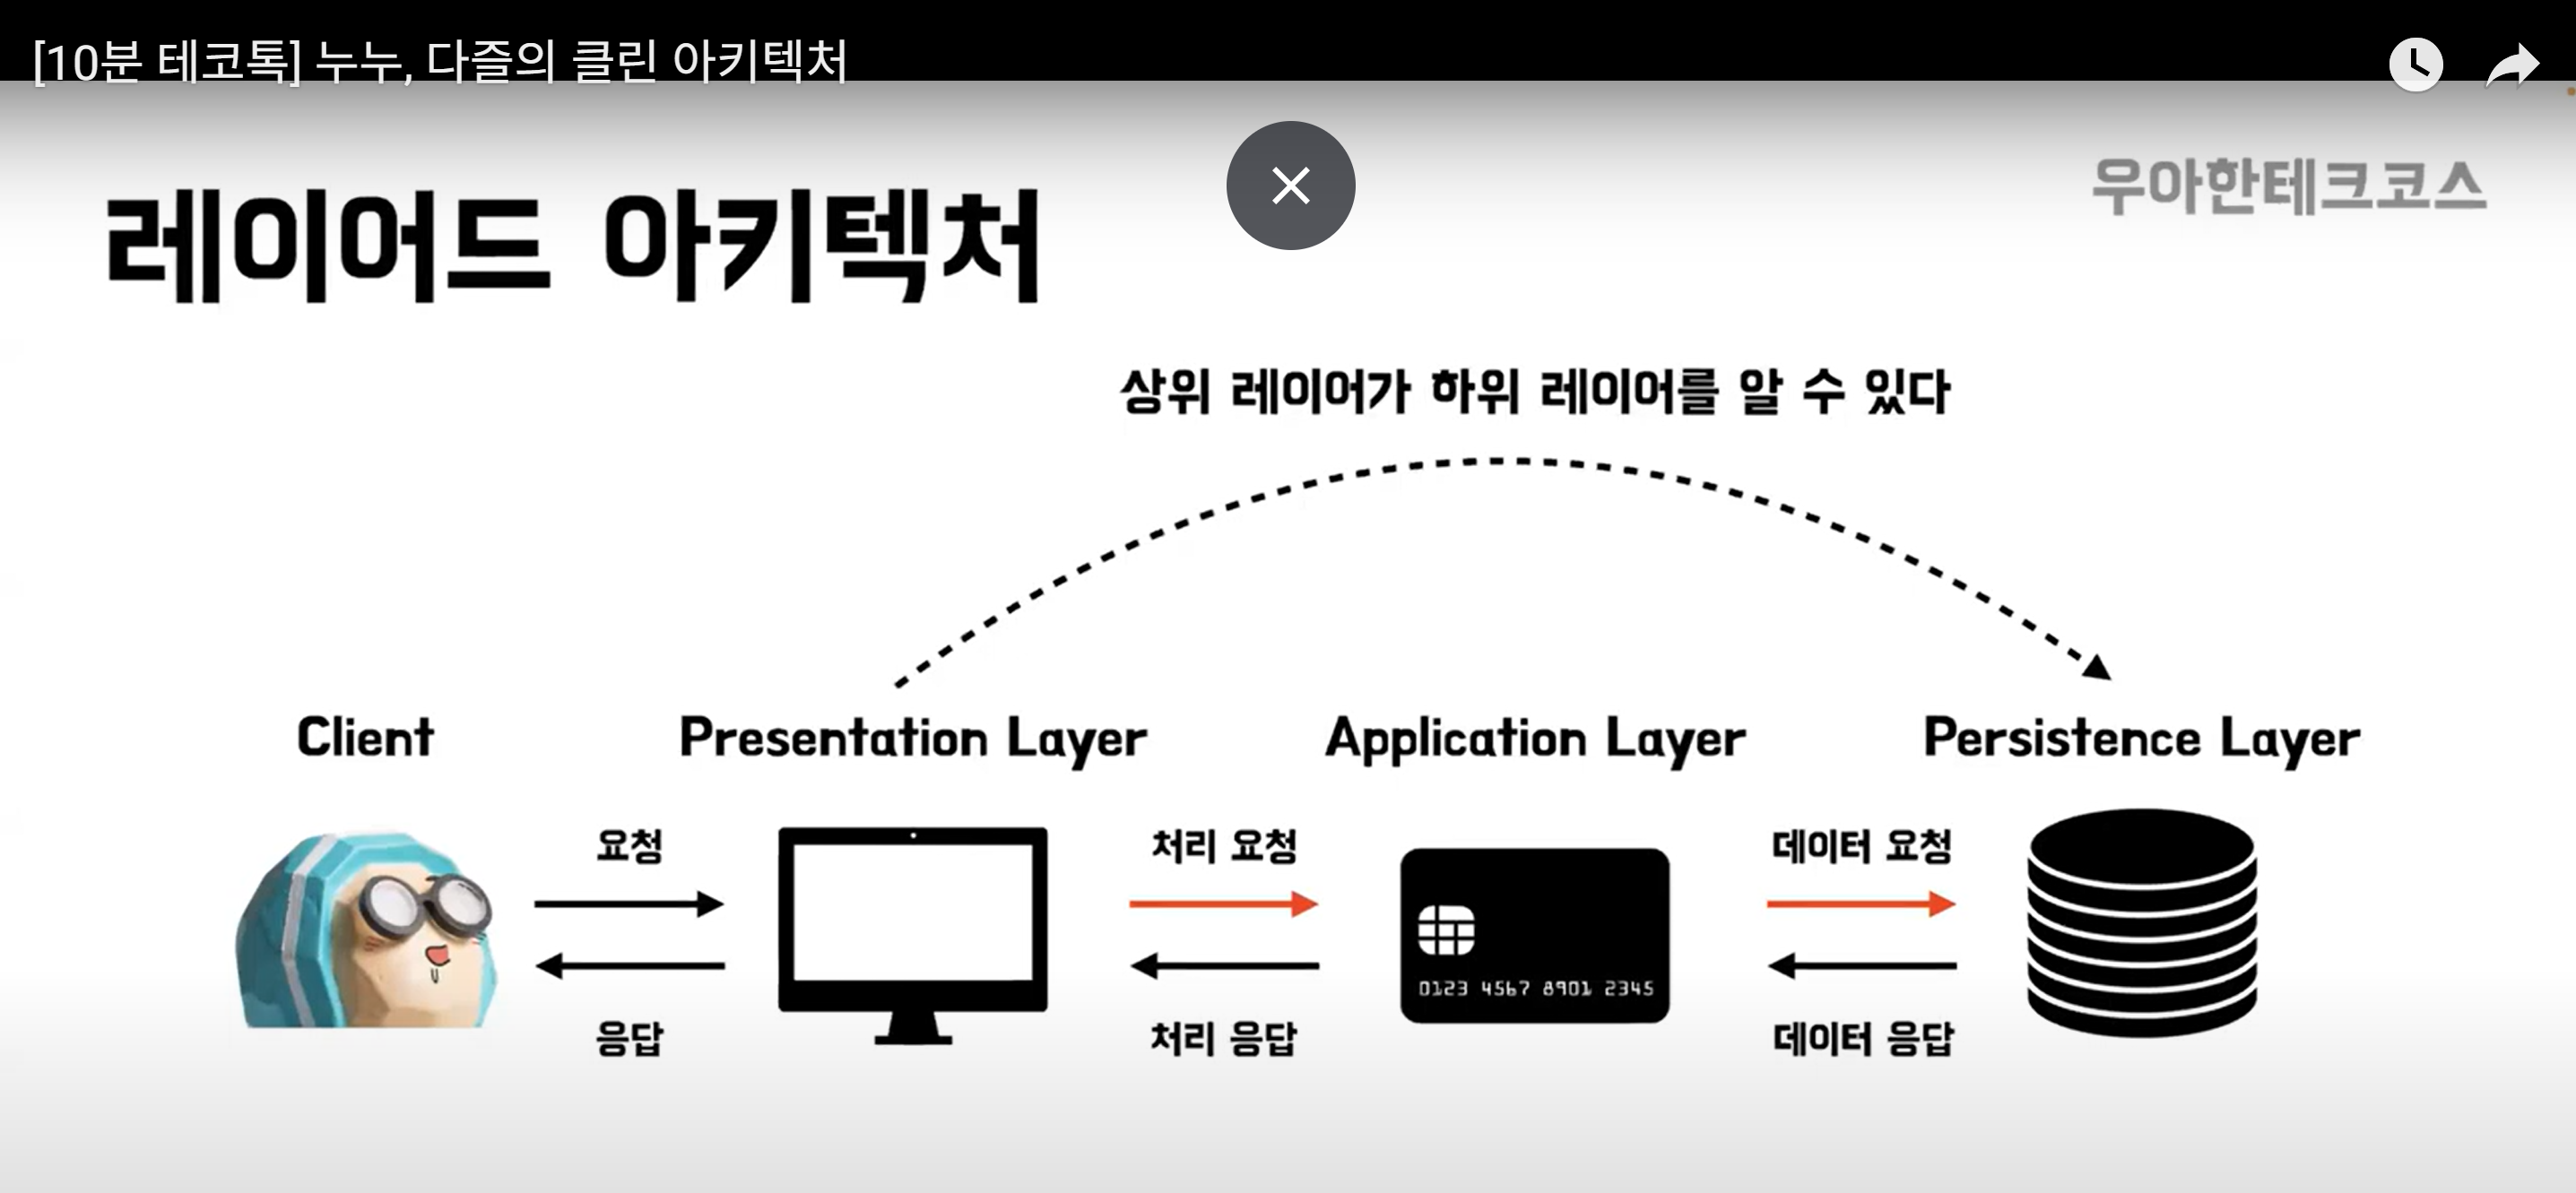 [10분 테코톡] 누누, 다즐의 클린 아키텍처
우아한테크코스
레이어드 아키텍처
상위 레이어가 하위 레이어를 알 수 있다
Client
Presentation Layer
Application Layer
Persistence Layer
요청
처리 요청
데이터 요청
0123 4567 8901 2345
응답
처리 응답
데이터 응답